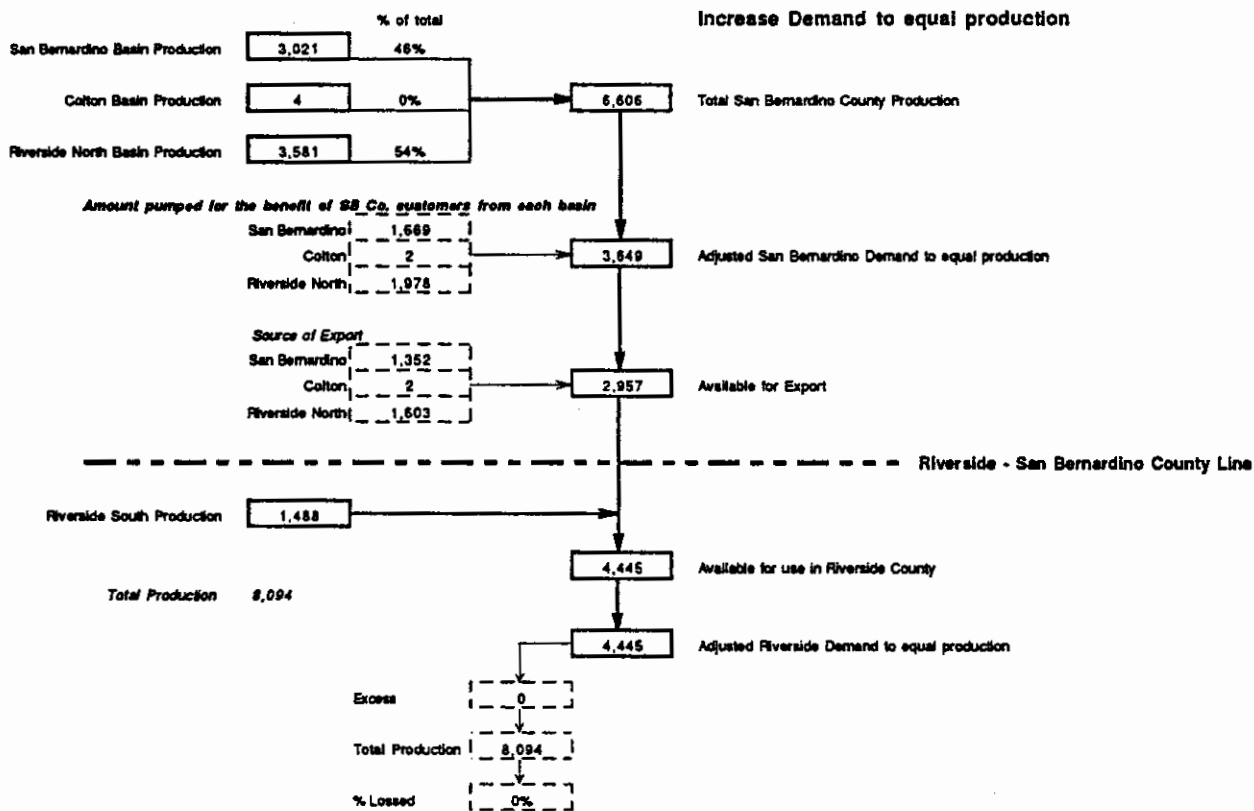 % of total
Increase Demand to equal production
San Bernardino Basin Production 3,021 46%
Colton Basin Production 4 0% 6,606 Total San Bernardino County Production
Riverside North Basin Production 3,581 54%
Amount pumped for the benefit of SB Co. customers from each basin
San Bernardino 1,669
Colton 2 3,649 Adjusted San Bernardino Demand to equal production
Riverside North 1,978
Source of Export
San Bernardino 1,352
Colton 2 2,957 Available for Export
Riverside North 1,603
Riverside - San Bernardino County Line
Riverside South Production 1,488
4,445 Available for use in Riverside County
Total Production 8,094
4,445 Adjusted Riverside Demand to equal production
Excess 0
Total Production 8,094
% Lossed 0%